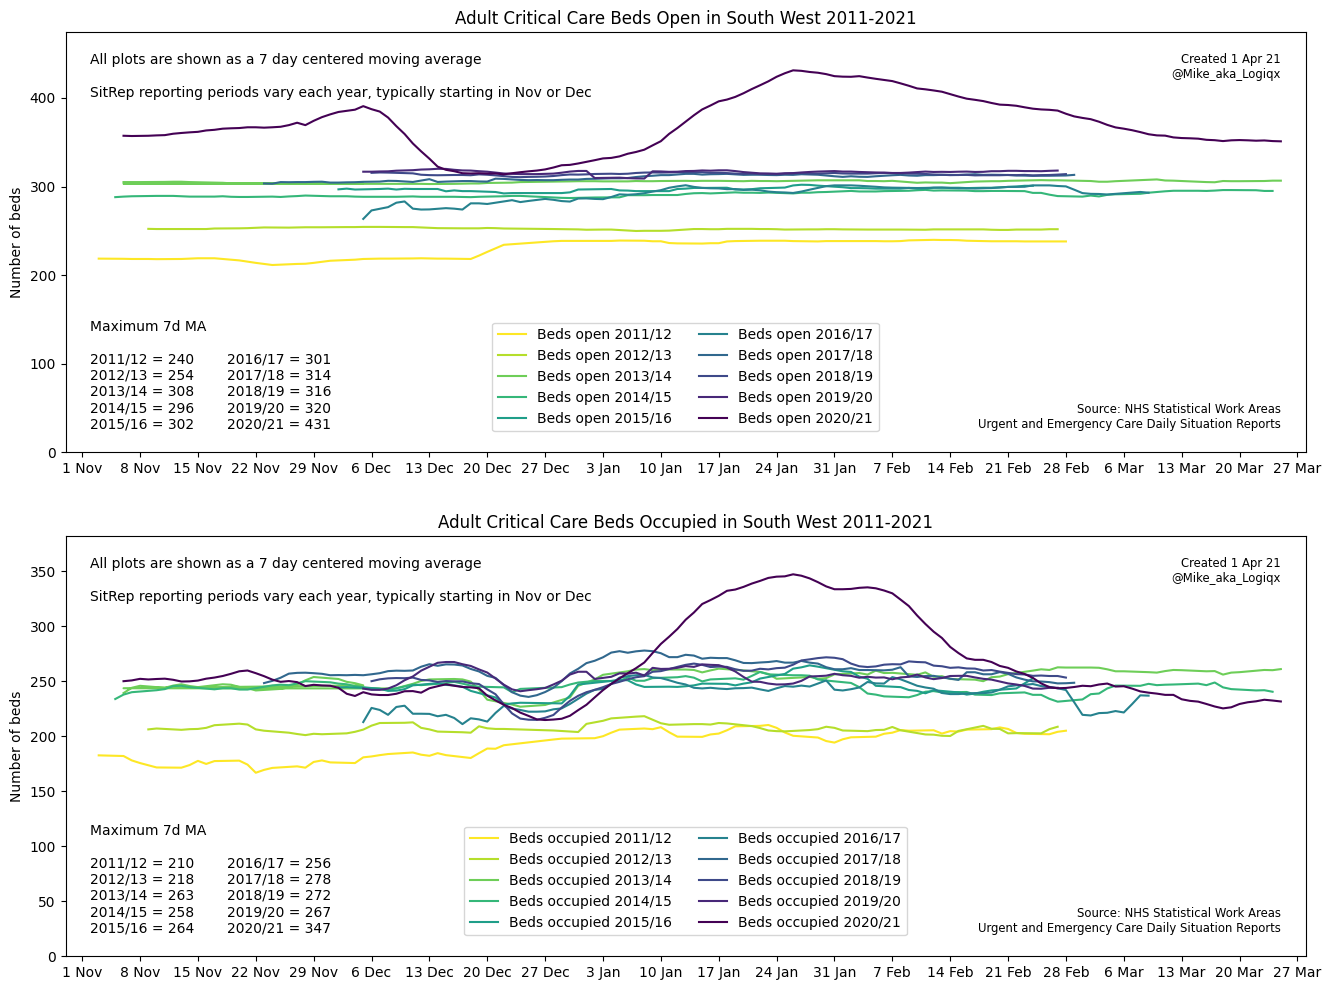 Adult Critical Care Beds Open in South West 2011-2021
All plots are shown as a 7 day centered moving average
SitRep reporting periods vary each year, typically starting in Nov or Dec
Created 1 Apr 21
@Mike_aka_Logiqx
Number of beds
400
300
200
100
0
Maximum 7d MA
2011/12 = 240 2016/17 = 301
2012/13 = 254 2017/18 = 314
2013/14 = 308 2018/19 = 316
2014/15 = 296 2019/20 = 320
2015/16 = 302 2020/21 = 431
Beds open 2011/12 Beds open 2016/17
Beds open 2012/13 Beds open 2017/18
Beds open 2013/14 Beds open 2018/19
Beds open 2014/15 Beds open 2019/20
Beds open 2015/16 Beds open 2020/21
Source: NHS Statistical Work Areas
Urgent and Emergency Care Daily Situation Reports
1 Nov 8 Nov 15 Nov 22 Nov 29 Nov 6 Dec 13 Dec 20 Dec 27 Dec 3 Jan 10 Jan 17 Jan 24 Jan 31 Jan 7 Feb 14 Feb 21 Feb 28 Feb 6 Mar 13 Mar 20 Mar 27 Mar
Adult Critical Care Beds Occupied in South West 2011-2021
All plots are shown as a 7 day centered moving average
SitRep reporting periods vary each year, typically starting in Nov or Dec
Created 1 Apr 21
@Mike_aka_Logiqx
Number of beds
350
300
250
200
150
100
50
0
Maximum 7d MA
2011/12 = 210 2016/17 = 256
2012/13 = 218 2017/18 = 278
2013/14 = 263 2018/19 = 272
2014/15 = 258 2019/20 = 267
2015/16 = 264 2020/21 = 347
Beds occupied 2011/12 Beds occupied 2016/17
Beds occupied 2012/13 Beds occupied 2017/18
Beds occupied 2013/14 Beds occupied 2018/19
Beds occupied 2014/15 Beds occupied 2019/20
Beds occupied 2015/16 Beds occupied 2020/21
Source: NHS Statistical Work Areas
Urgent and Emergency Care Daily Situation Reports
1 Nov 8 Nov 15 Nov 22 Nov 29 Nov 6 Dec 13 Dec 20 Dec 27 Dec 3 Jan 10 Jan 17 Jan 24 Jan 31 Jan 7 Feb 14 Feb 21 Feb 28 Feb 6 Mar 13 Mar 20 Mar 27 Mar